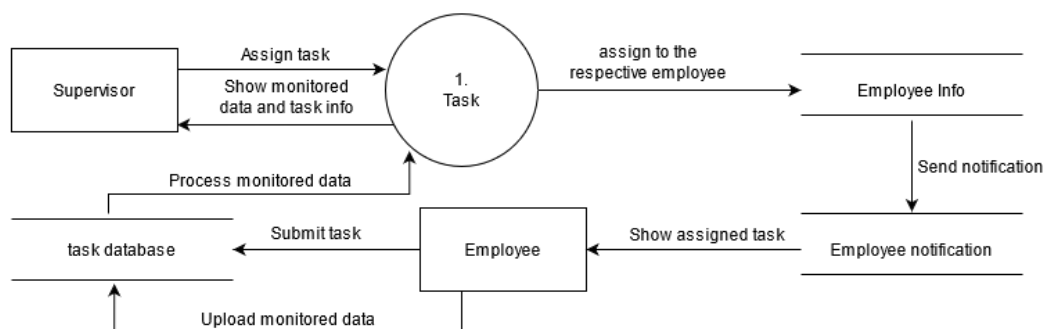 Assign task
assign to the
respective employee
Supervisor
Show monitored
data and task info
1.
Task
Employee Info
Send notification
Process monitored data
task database
Submit task
Employee
Show assigned task
Employee notification
Upload monitored data